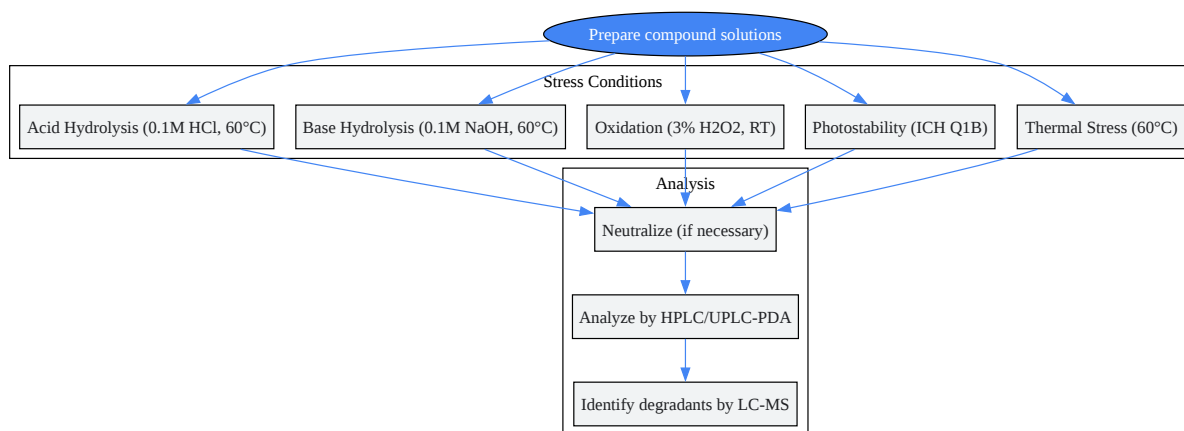 Prepare compound solutions
Stress Conditions
Acid Hydrolysis (0.1M HCl, 60°C)
Base Hydrolysis (0.1M NaOH, 60°C)
Oxidation (3% H2O2, RT)
Photostability (ICH Q1B)
Thermal Stress (60°C)
Analysis
Neutralize (if necessary)
Analyze by HPLC/UPLC-PDA
Identify degradants by LC-MS